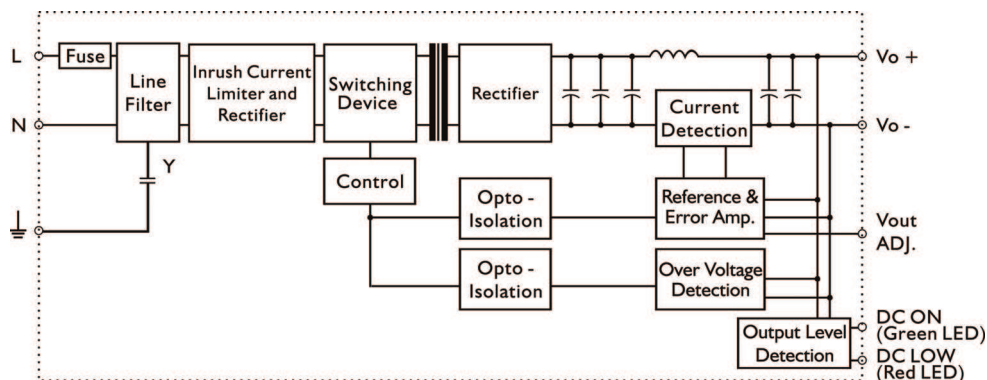 L
Fuse
Line
Filter
Inrush Current
Limiter and
Rectifier
Switching
Device
Rectifier
Current
Detection
Vo +
N
Vo -
Y
Control
Opto -
Isolation
Reference &
Error Amp.
Vout
ADJ.
Opto -
Isolation
Over Voltage
Detection
Output Level
Detection
DC ON
(Green LED)
DC LOW
(Red LED)